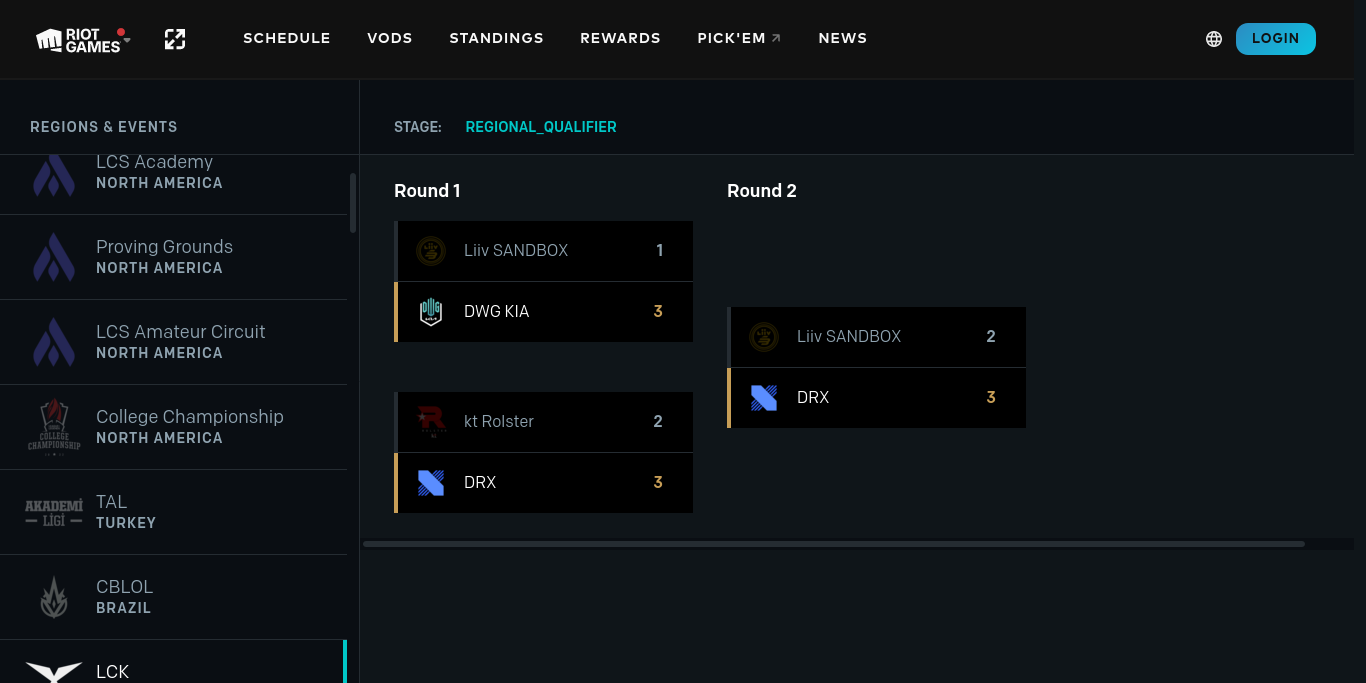 RIOT GAMES
SCHEDULE
VODS
STANDINGS
REWARDS
PICK'EM
NEWS
LOGIN
REGIONS & EVENTS
LCS Academy
NORTH AMERICA
Proving Grounds
NORTH AMERICA
LCS Amateur Circuit
NORTH AMERICA
COLLEGE
CHAMPIONSHIP
College Championship
NORTH AMERICA
AKADEMİ
LİGİ
TAL
TURKEY
CBLOL
BRAZIL
LCK
STAGE:
REGIONAL_QUALIFIER
Round 1
Liiv SANDBOX 1
DWG KIA 3
kt Rolster 2
DRX 3
Round 2
Liiv SANDBOX 2
DRX 3